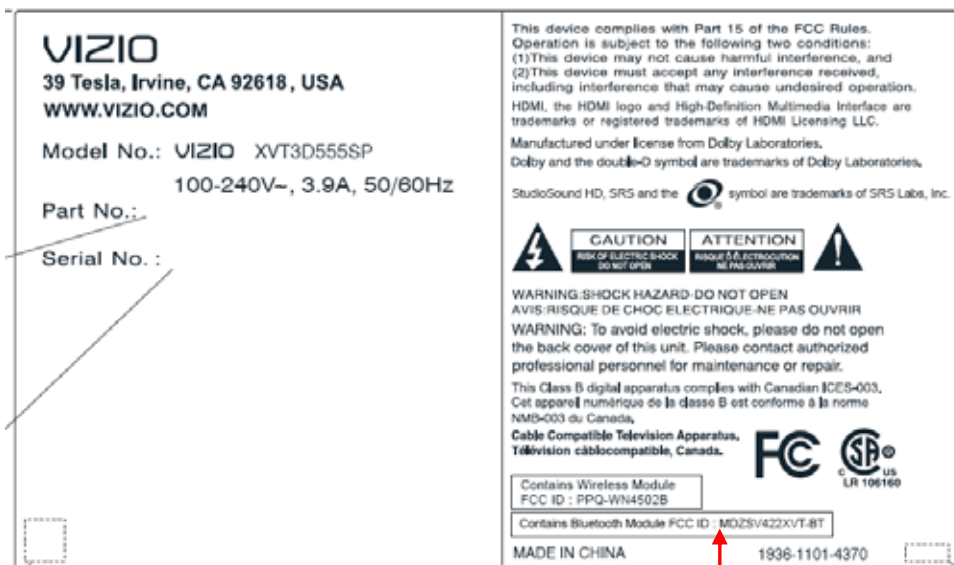 VIZIO
39 Tesla, Irvine, CA 92618, USA
WWW.VIZIO.COM
Model No.: VIZIO XVT3D555SP
100-240V~, 3.9A, 50/60Hz
Part No.:
Serial No. :
This device complies with Part 15 of the FCC Rules.
Operation is subject to the following two conditions:
(1)This device may not cause harmful interference, and
(2)This device must accept any interference received,
including interference that may cause undesired operation.
HDMI, the HDMI logo and High-Definition Multimedia Interface are
trademarks or registered trademarks of HDMI Licensing LLC.
Manufactured under license from Dolby Laboratories.
Dolby and the double-D symbol are trademarks of Dolby Laboratories.
StudioSound HD, SRS and the symbol are trademarks of SRS Labs, Inc.
CAUTION
RISK OF ELECTRIC SHOCK
DO NOT OPEN
ATTENTION
RISQUE D ELECTROCUTION
NE PAS OUVRIR
WARNING:SHOCK HAZARD-DO NOT OPEN
AVIS:RISQUE DE CHOC ELECTRIQUE-NE PAS OUVRIR
WARNING: To avoid electric shock, please do not open
the back cover of this unit. Please contact authorized
professional personnel for maintenance or repair.
This Class B digital apparatus complies with Canadian ICES-003.
Cet appareil numérique de la classe B est conforme à la norme
NMB-003 du Canada.
Cable Compatible Television Apparatus,
Télévision câblocompatible, Canada.
FC
SA
C US
LR 106160
Contains Wireless Module
FCC ID : PPQ-WN4502B
Contains Bluetooth Module FCC ID : MDZSV422XVT-BT
MADE IN CHINA 1936-1101-4370